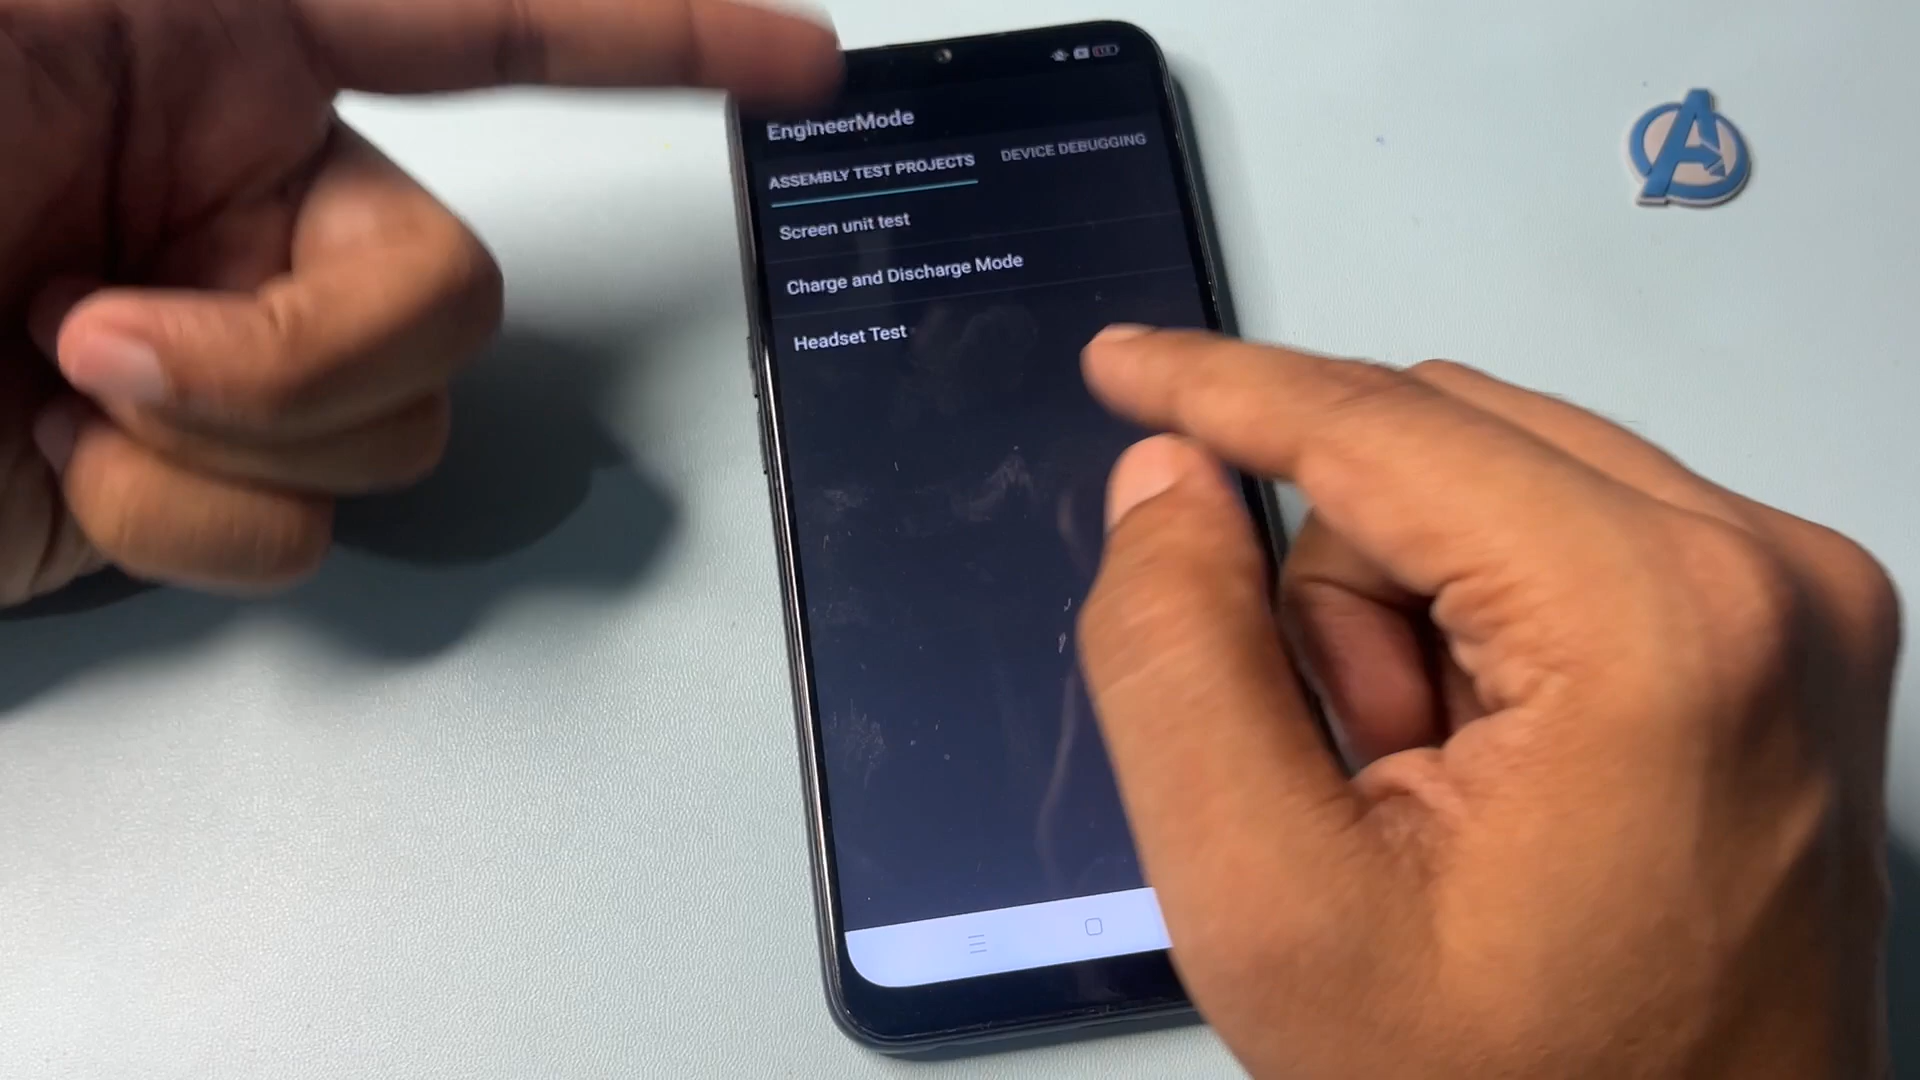 EngineerMode
ASSEMBLY TEST PROJECTS
DEVICE DEBUGGING
Screen unit test
Charge and Discharge Mode
Headset Test